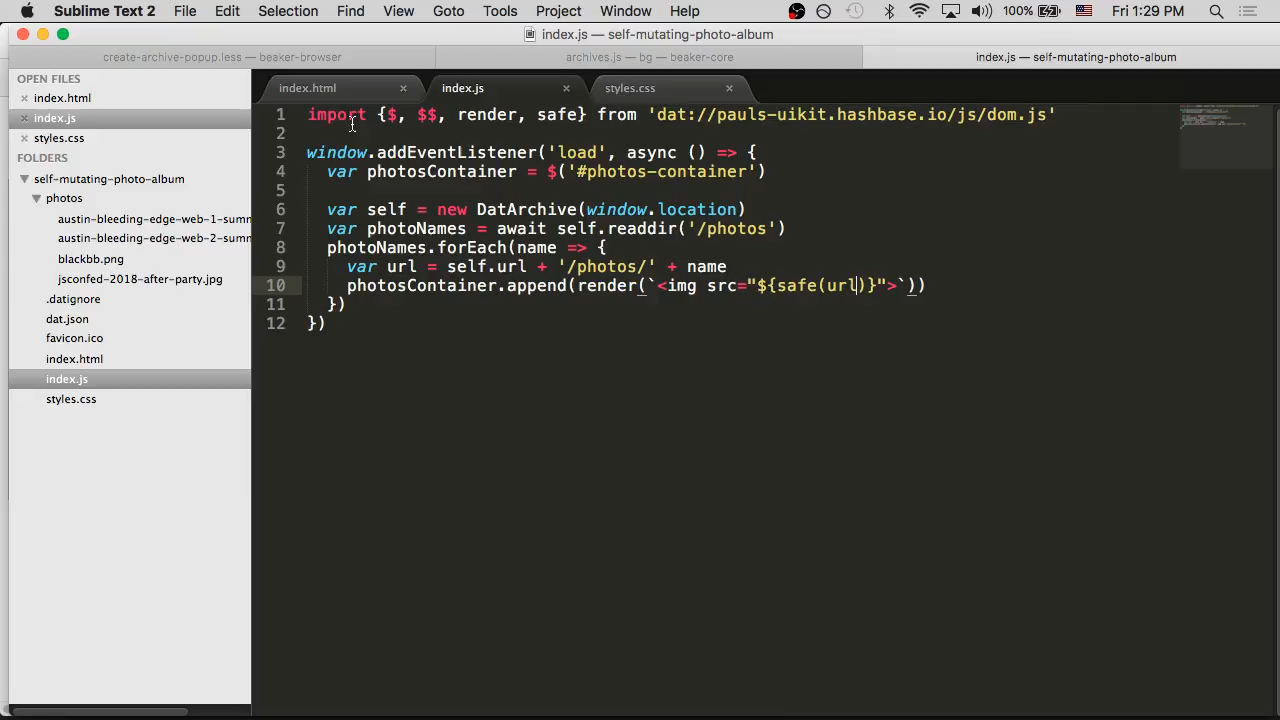 Sublime Text 2 File Edit Selection Find View Goto Tools Project Window Help 100% Fri 1:29 PM
index.js — self-mutating-photo-album
create-archive-popup.less — beaker-browser archives.js — bg — beaker-core index.js — self-mutating-photo-album
OPEN FILES
index.html
index.js
styles.css
FOLDERS
self-mutating-photo-album
photos
austin-bleeding-edge-web-1-summ
austin-bleeding-edge-web-2-summ
blackbb.png
jsconfed-2018-after-party.jpg
.datignore
dat.json
favicon.ico
index.html
index.js
styles.css
index.html index.js styles.css
1 import {$, $$, render, safe} from 'dat://pauls-uikit.hashbase.io/js/dom.js'
2
3 window.addEventListener('load', async () => {
4 var photosContainer = $('#photos-container')
5
6 var self = new DatArchive(window.location)
7 var photoNames = await self.readdir('/photos')
8 photoNames.forEach(name => {
9 var url = self.url + '/photos/' + name
10 photosContainer.append(render(`<img src="${safe(url)}">`))
11 })
12 })